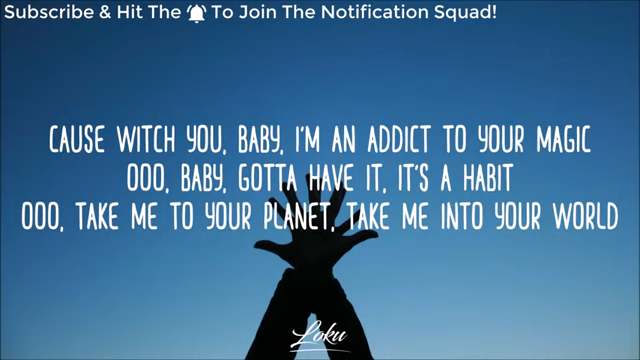 Subscribe & Hit The To Join The Notification Squad!
CAUSE WITCH YOU, BABY, I'M AN ADDICT TO YOUR MAGIC
OOO, BABY, GOTTA HAVE IT, IT'S A HABIT
OOO, TAKE ME TO YOUR PLANET, TAKE ME INTO YOUR WORLD
Loku